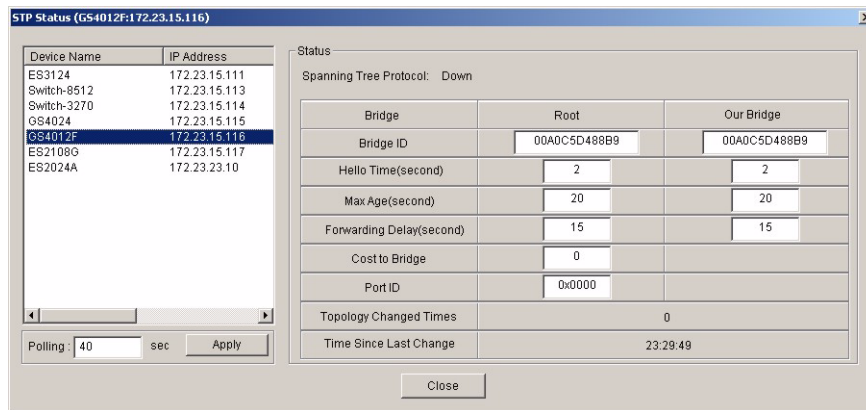 STP Status (GS4012F:172.23.15.116)
Device Name IP Address
ES3124 172.23.15.111
Switch-8512 172.23.15.113
Switch-3270 172.23.15.114
GS4024 172.23.15.115
GS4012F 172.23.15.116
ES2108G 172.23.15.117
ES2024A 172.23.23.10
Polling : 40 sec Apply
Status
Spanning Tree Protocol: Down
Bridge Root Our Bridge
Bridge ID 00A0C5D488B9 00A0C5D488B9
Hello Time(second) 2 2
Max Age(second) 20 20
Forwarding Delay(second) 15 15
Cost to Bridge 0
Port ID 0x0000
Topology Changed Times 0
Time Since Last Change 23:29:49
Close